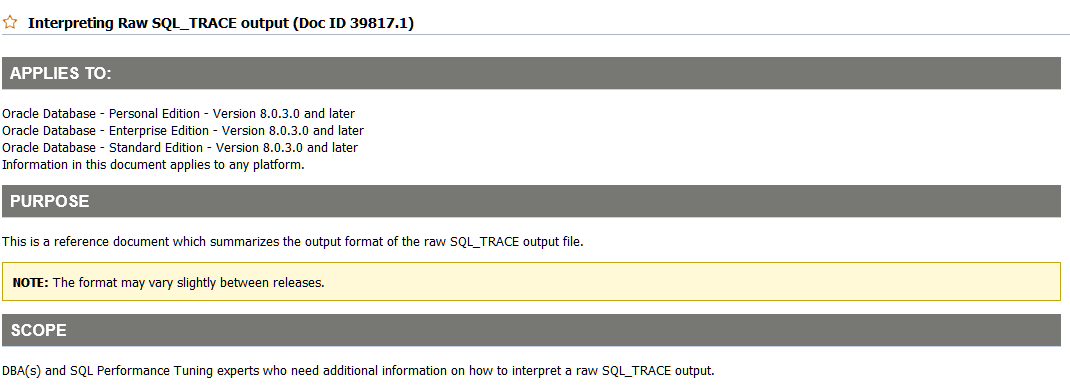 Interpreting Raw SQL_TRACE output (Doc ID 39817.1)
APPLIES TO:
Oracle Database - Personal Edition - Version 8.0.3.0 and later
Oracle Database - Enterprise Edition - Version 8.0.3.0 and later
Oracle Database - Standard Edition - Version 8.0.3.0 and later
Information in this document applies to any platform.
PURPOSE
This is a reference document which summarizes the output format of the raw SQL_TRACE output file.
NOTE: The format may vary slightly between releases.
SCOPE
DBA(s) and SQL Performance Tuning experts who need additional information on how to interpret a raw SQL_TRACE output.